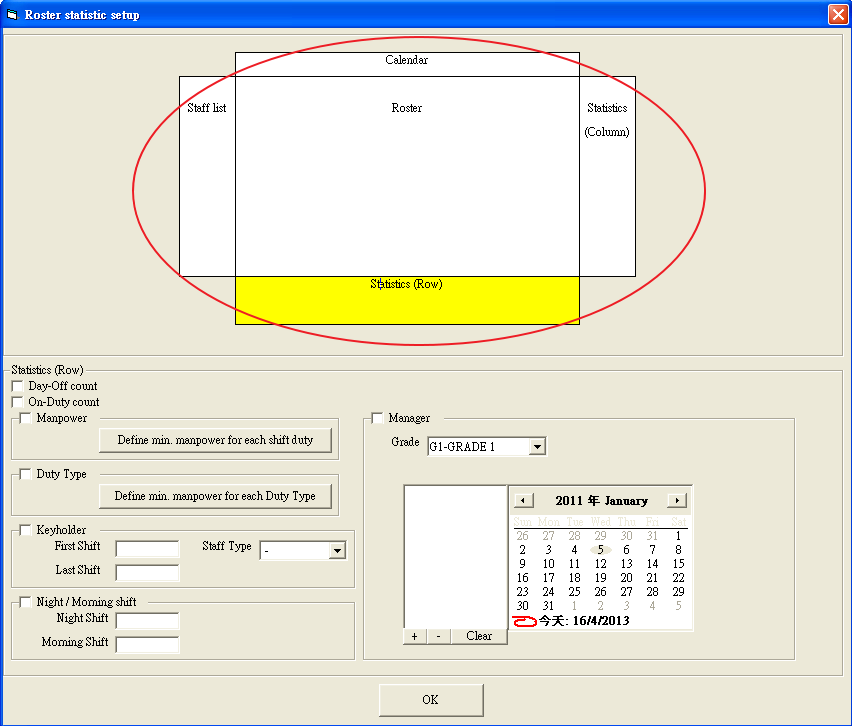 Roster statistic setup
Calendar
Staff list
Roster
Statistics
(Column)
Statistics (Row)
Statistics (Row)
Day-Off count
On-Duty count
Manpower
Define min. manpower for each shift duty
Duty Type
Define min. manpower for each Duty Type
Keyholder
First Shift
Staff Type
-
Last Shift
Night / Morning shift
Night Shift
Morning Shift
Manager
Grade
G1-GRADE 1
2011 年 January
Sun Mon Tue Wed Thu Fri Sat
26 27 28 29 30 31 1
2 3 4 5 6 7 8
9 10 11 12 13 14 15
16 17 18 19 20 21 22
23 24 25 26 27 28 29
30 31 1 2 3 4 5
今天: 16/4/2013
+ - Clear
OK